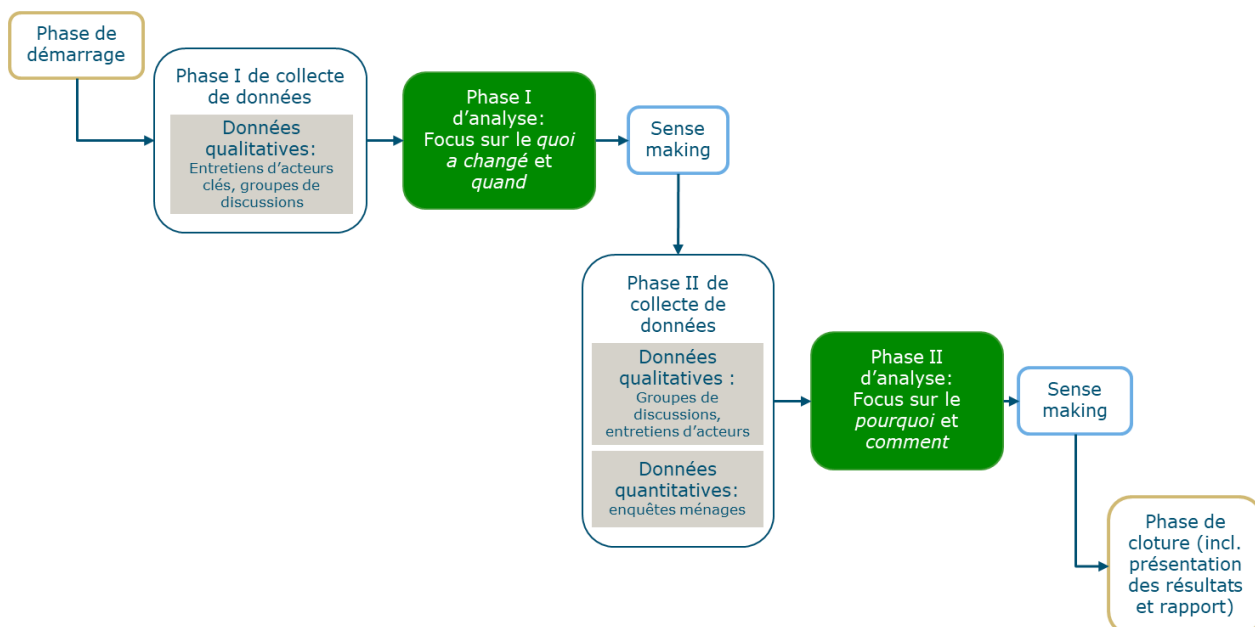 Phase de
démarrage
Phase I de collecte
de données
Données
qualitatives:
Entretiens d’acteurs
clés, groupes de
discussions
Phase I
d’analyse:
Focus sur le quoi
a changé et
quand
Sense
making
Phase II de
collecte de
données
Données
qualitatives :
Groupes de
discussions,
entretiens d’acteurs
Données
quantitatives:
enquêtes ménages
Phase II
d’analyse:
Focus sur le
pourquoi et
comment
Sense
making
Phase de
cloture (incl.
présentation
des résultats
et rapport)